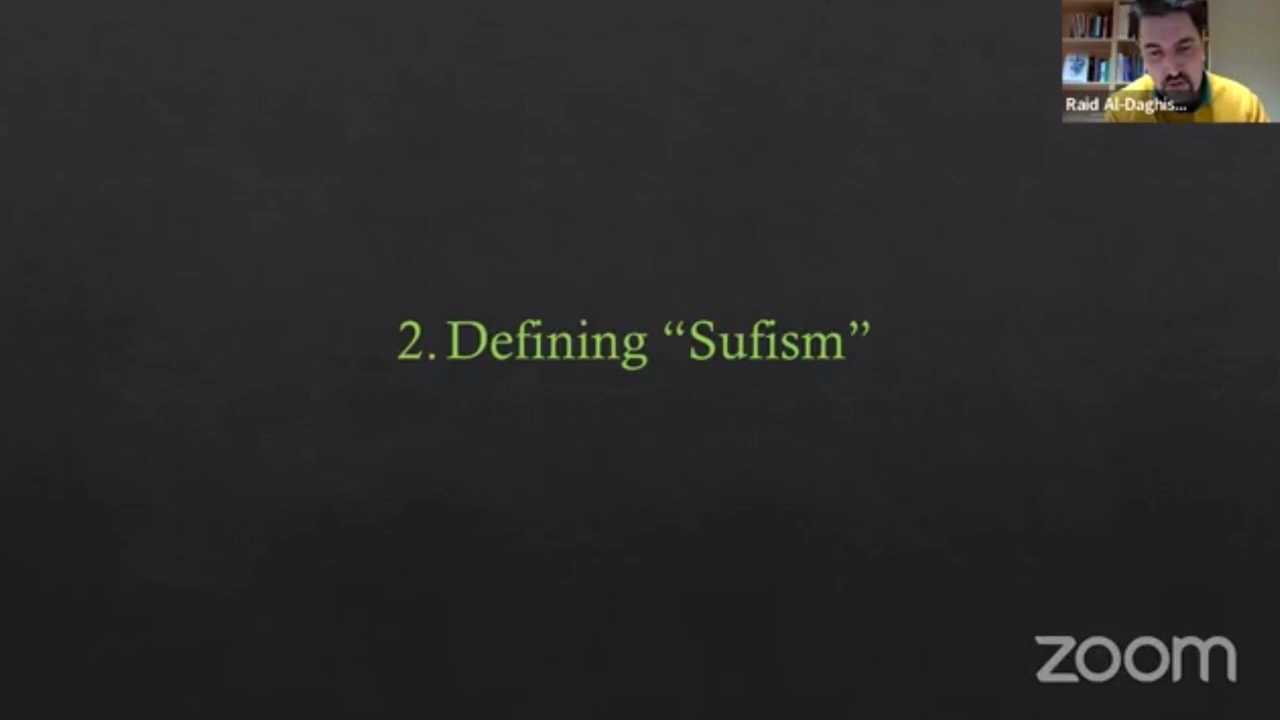 Raid Al-Daghis...
2. Defining “Sufism”
zoom